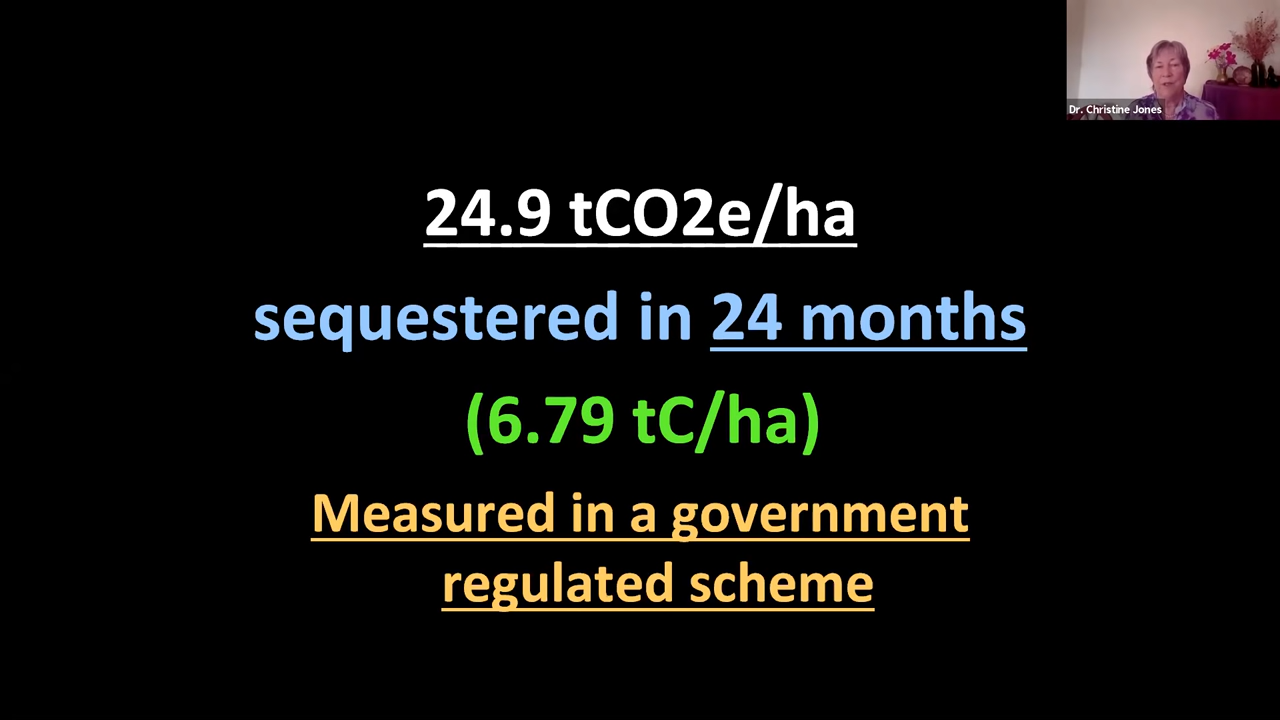 Dr. Christine Jones
24.9 tCO2e/ha
sequestered in 24 months
(6.79 tC/ha)
Measured in a government
regulated scheme